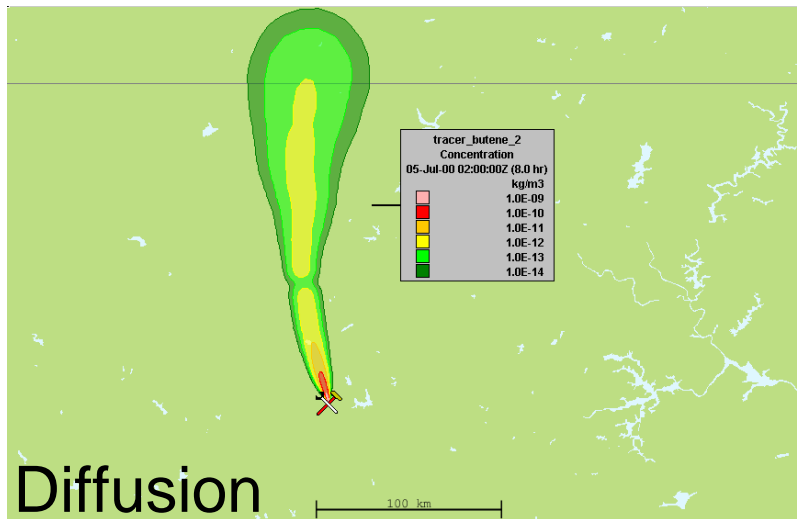 tracer_butene_2
Concentration
05-Jul-00 02:00:00Z (8.0 hr)
kg/m3
1.0E-09
1.0E-10
1.0E-11
1.0E-12
1.0E-13
1.0E-14
Diffusion
100 km